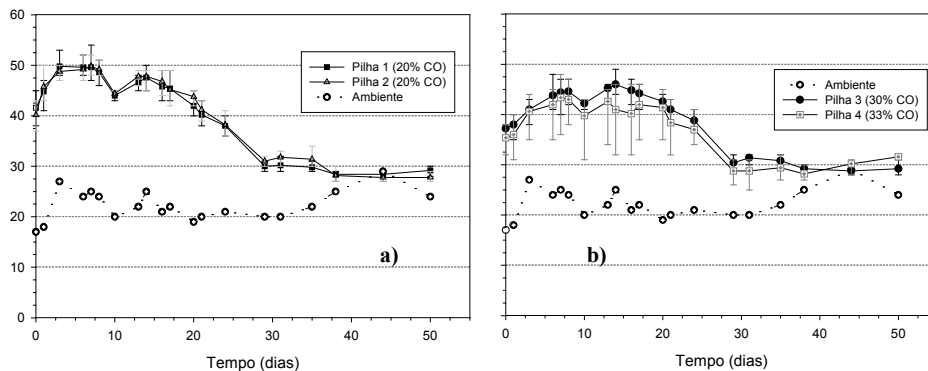 60
50
40
30
20
10
0
Pilha 1 (20% CO)
Pilha 2 (20% CO)
Ambiente
a)
0 10 20 30 40 50
Tempo (dias)
Ambiente
Pilha 3 (30% CO)
Pilha 4 (33% CO)
b)
0 10 20 30 40 50
Tempo (dias)